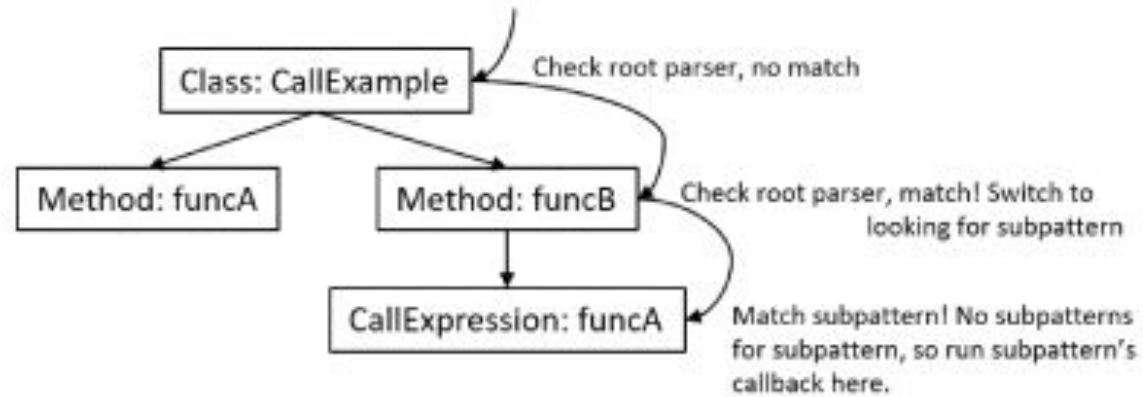 Class: CallExample
Check root parser, no match
Method: funcA
Method: funcB
Check root parser, match! Switch to
looking for subpattern
CallExpression: funcA
Match subpattern! No subpatterns
for subpattern, so run subpattern's
callback here.